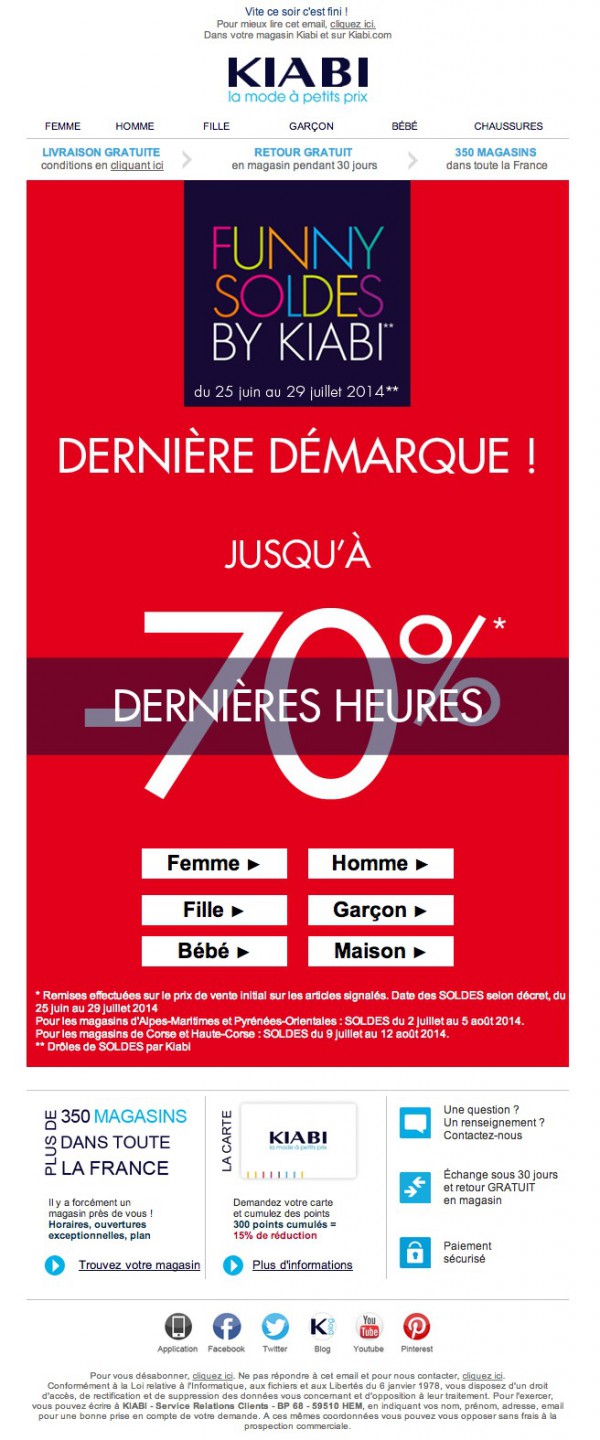 Vite ce soir c'est fini !
Pour mieux lire cet email, cliquez ici.
Dans votre magasin Kiabi et sur Kiabi.com
KIABI
la mode à petits prix
FEMME HOMME FILLE GARÇON BÉBÉ CHAUSSURES
LIVRAISON GRATUITE
conditions en cliquant ici
RETOUR GRATUIT
en magasin pendant 30 jours
350 MAGASINS
dans toute la France
FUNNY
SOLDES
BY KIABI**
du 25 juin au 29 juillet 2014**
DERNIÈRE DÉMARQUE !
JUSQU'À
-70%*
DERNIÈRES HEURES
Femme ►
Homme ►
Fille ►
Garçon ►
Bébé ►
Maison ►
* Remises effectuées sur le prix de vente initial sur les articles signalés. Date des SOLDES selon décret, du
25 juin au 29 juillet 2014
Pour les magasins d'Alpes-Maritimes et Pyrénées-Orientales : SOLDES du 2 juillet au 5 août 2014.
Pour les magasins de Corse et Haute-Corse : SOLDES du 9 juillet au 12 août 2014.
** Drôles de SOLDES par Kiabi
PLUS DE
350 MAGASINS
DANS TOUTE
LA FRANCE
Il y a forcément un
magasin près de vous !
Horaires, ouvertures
exceptionnelles, plan
Trouvez votre magasin
LA CARTE
KIABI
la mode à petits prix
Demandez votre carte
et cumulez des points
300 points cumulés =
15% de réduction
Plus d'informations
Une question ?
Un renseignement ?
Contactez-nous
Échange sous 30 jours
et retour GRATUIT
en magasin
Paiement
sécurisé
K blog
You
Tube
Application Facebook Twitter Blog Youtube Pinterest
Pour vous désabonner, cliquez ici. Ne pas répondre à cet email et pour nous contacter, cliquez ici.
Conformément à la Loi relative à l'Informatique, aux fichiers et aux Libertés du 6 janvier 1978, vous disposez d'un droit
d'accès, de rectification et de suppression des données vous concernant et d'opposition à leur traitement. Pour l'exercer,
vous pouvez écrire à KIABI - Service Relations Clients - BP 68 - 59510 HEM, en indiquant vos nom, prénom, adresse, email
pour une bonne prise en compte de votre demande. A ces mêmes coordonnées vous pouvez vous opposer sans frais à la
prospection commerciale.